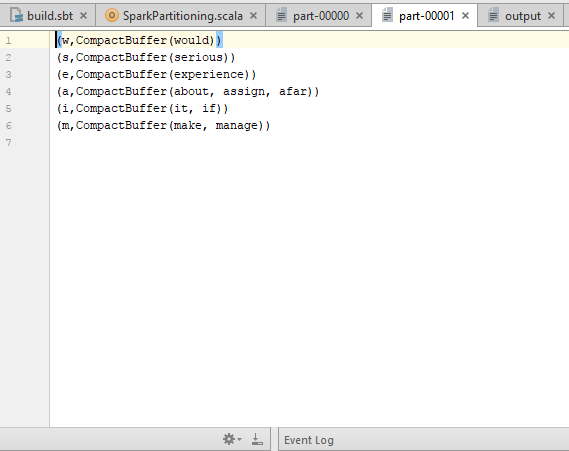 build.sbt SparkPartitioning.scala part-00000 part-00001 output
1 (w,CompactBuffer(would))
2 (s,CompactBuffer(serious))
3 (e,CompactBuffer(experience))
4 (a,CompactBuffer(about, assign, afar))
5 (i,CompactBuffer(it, if))
6 (m,CompactBuffer(make, manage))
7
Event Log